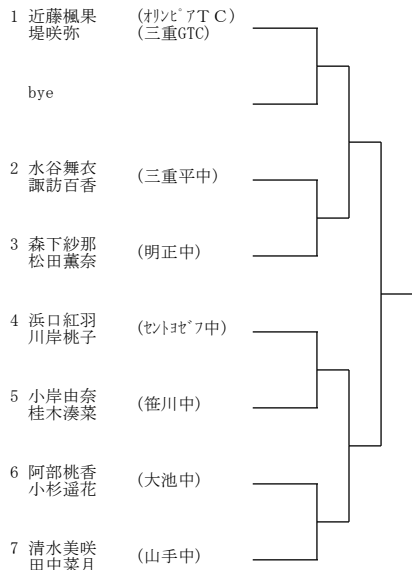 1 近藤楓果 (ｵﾘﾝﾋﾟｱＴＣ)
堤咲弥 (三重GTC)
bye
2 水谷舞衣
諏訪百香 (三重平中)
3 森下紗那
松田薫奈 (明正中)
4 浜口紅羽
川岸桃子 (ｾﾝﾄﾖｾﾞﾌ中)
5 小岸由奈
桂木湊菜 (笹川中)
6 阿部桃香
小杉遥花 (大池中)
7 清水美咲
田中菜月 (山手中)